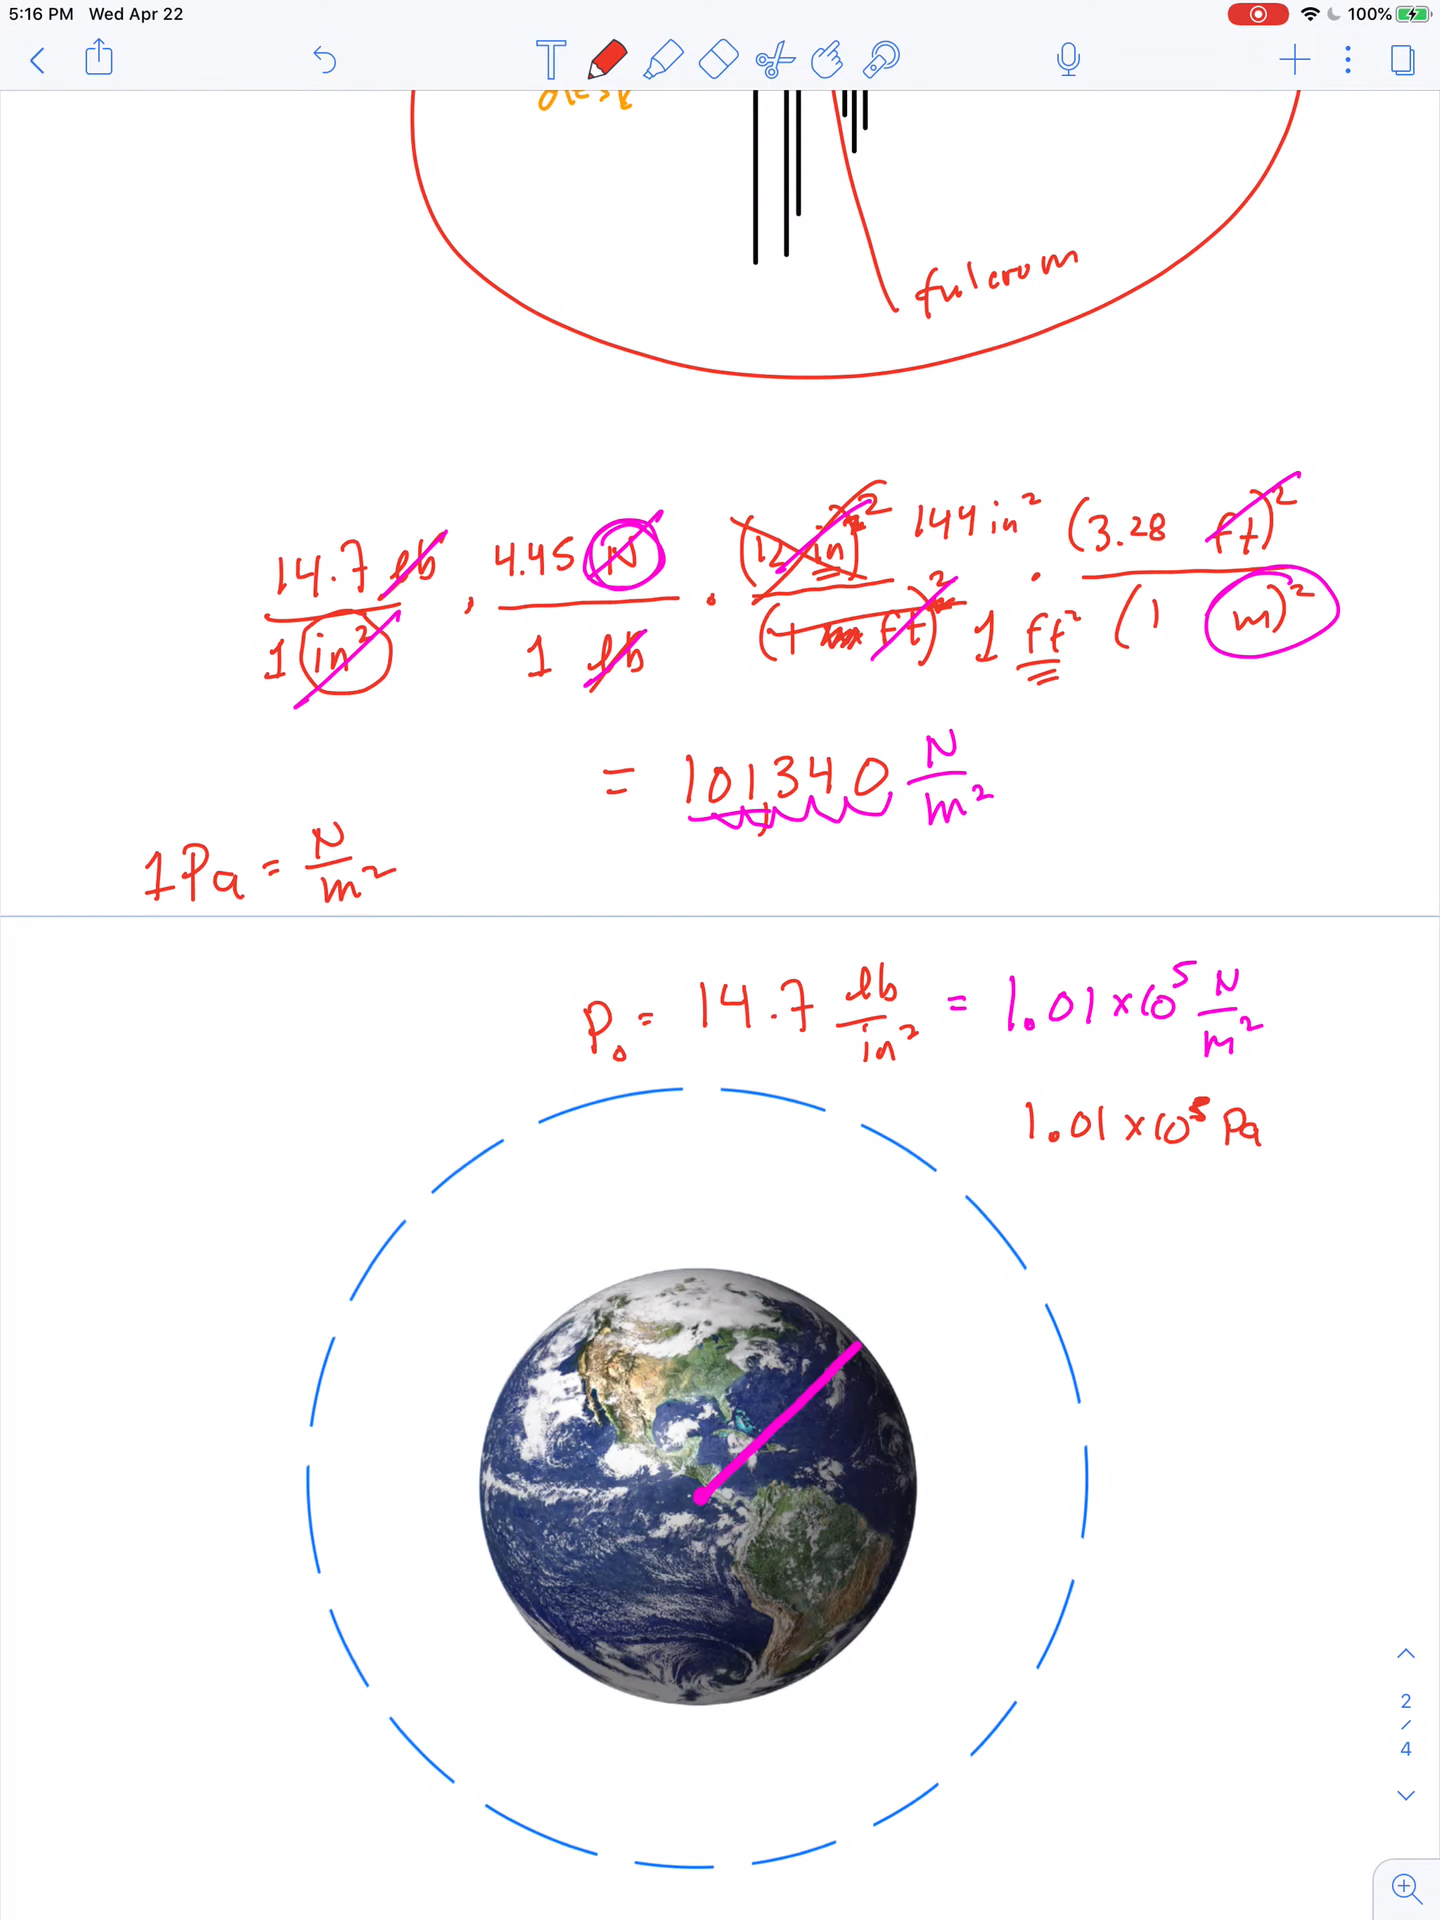 5:16 PM Wed Apr 22
100%
T
fulcrum
14.7 lb / 1 in² · 4.45 N / 1 lb · (12 in)² / (1 ft)² 144 in² / 1 ft² · (3.28 ft)² / (1 m)²
= 101,340 N/m²
1 Pa = N/m²
P₀ = 14.7 lb/in² = 1.01 × 10⁵ N/m²
1.01 × 10⁵ Pa
2
/
4